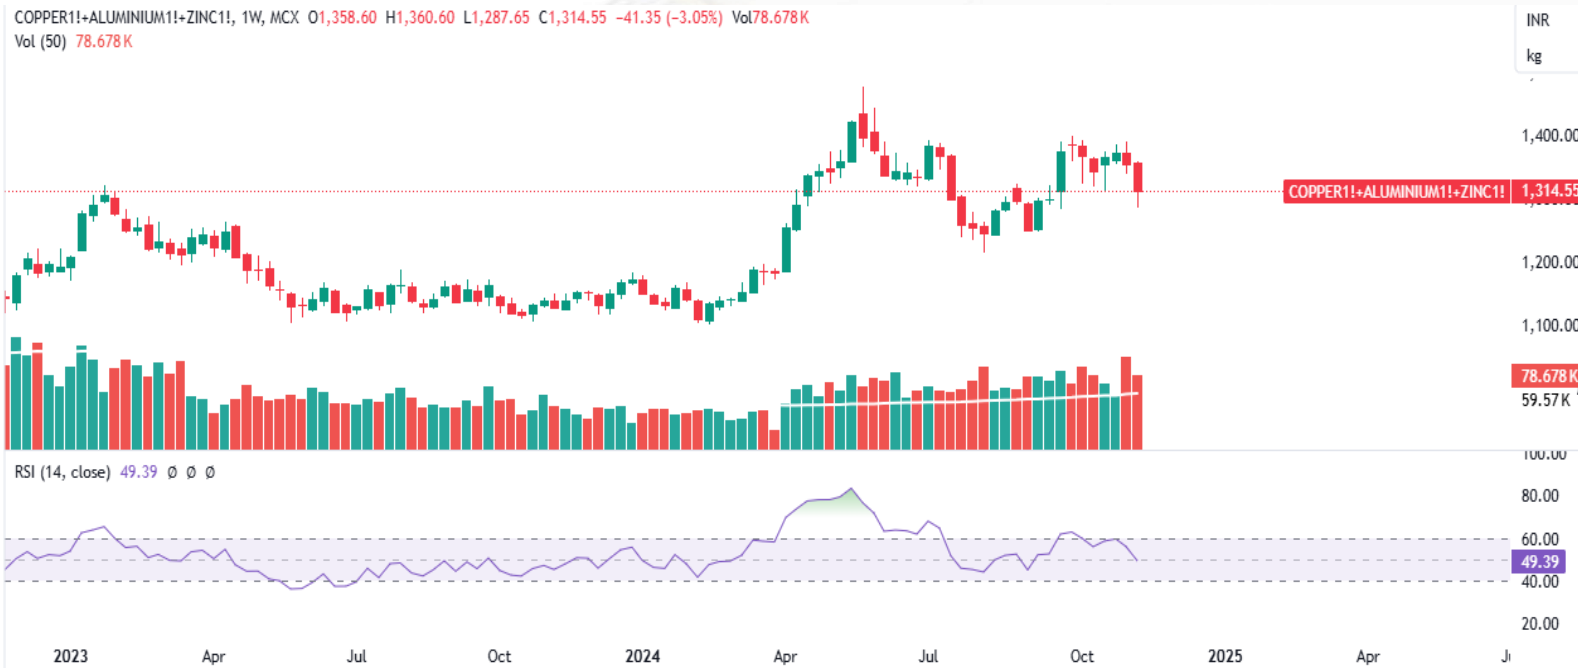 COPPER1!+ALUMINIUM1!+ZINC1!, 1W, MCX O1,358.60 H1,360.60 L1,287.65 C1,314.55 −41.35 (−3.05%) Vol78.678K
INR
Vol (50) 78.678K
kg
1,400.00
COPPER1!+ALUMINIUM1!+ZINC1! 1,314.55
1,200.00
1,100.00
78.678K
59.57K
100.00
RSI (14, close) 49.39 Ø Ø Ø
80.00
60.00
49.39
40.00
20.00
2023 Apr Jul Oct 2024 Apr Jul Oct 2025 Apr